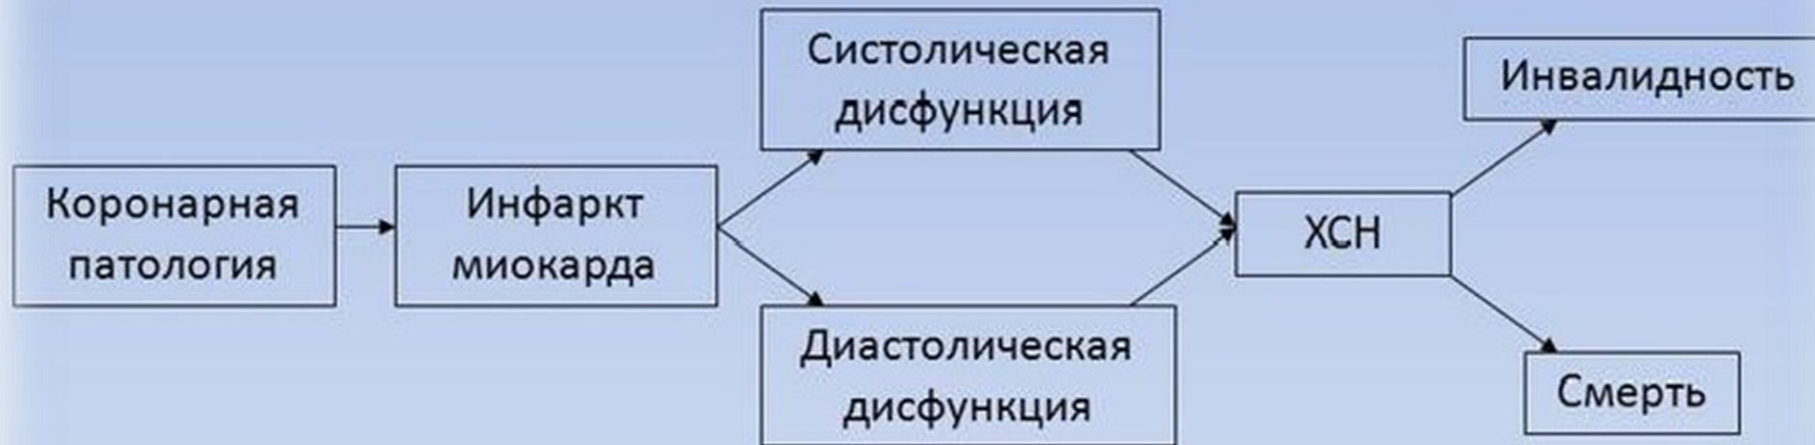 Коронарная
патология
Инфаркт
миокарда
Систолическая
дисфункция
Диастолическая
дисфункция
ХСН
Инвалидность
Смерть